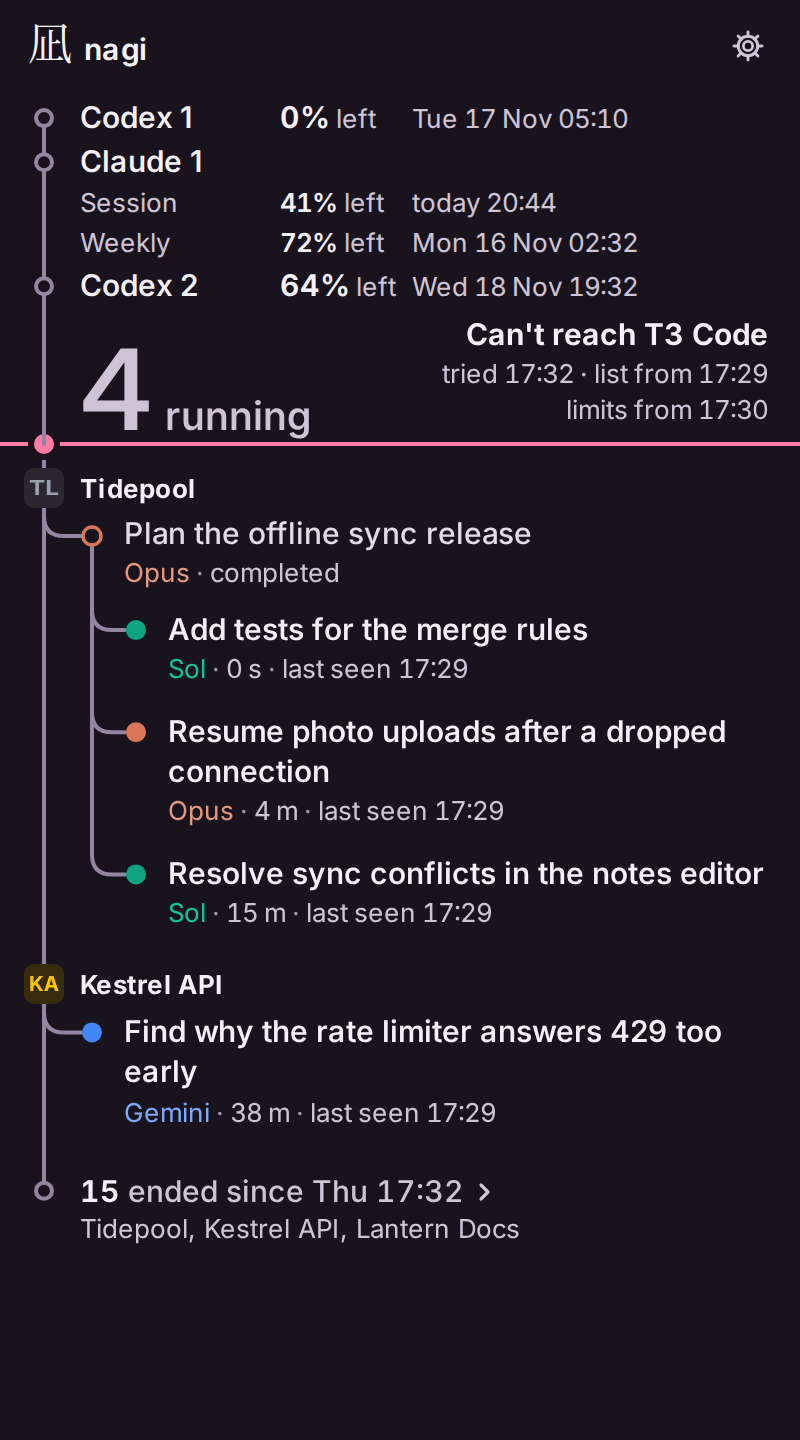 凪 nagi
Codex 1 0% left Tue 17 Nov 05:10
Claude 1
Session 41% left today 20:44
Weekly 72% left Mon 16 Nov 02:32
Codex 2 64% left Wed 18 Nov 19:32
Can't reach T3 Code
tried 17:32 · list from 17:29
limits from 17:30
4 running
TL Tidepool
Plan the offline sync release
Opus · completed
Add tests for the merge rules
Sol · 0 s · last seen 17:29
Resume photo uploads after a dropped
connection
Opus · 4 m · last seen 17:29
Resolve sync conflicts in the notes editor
Sol · 15 m · last seen 17:29
KA Kestrel API
Find why the rate limiter answers 429 too
early
Gemini · 38 m · last seen 17:29
15 ended since Thu 17:32 >
Tidepool, Kestrel API, Lantern Docs